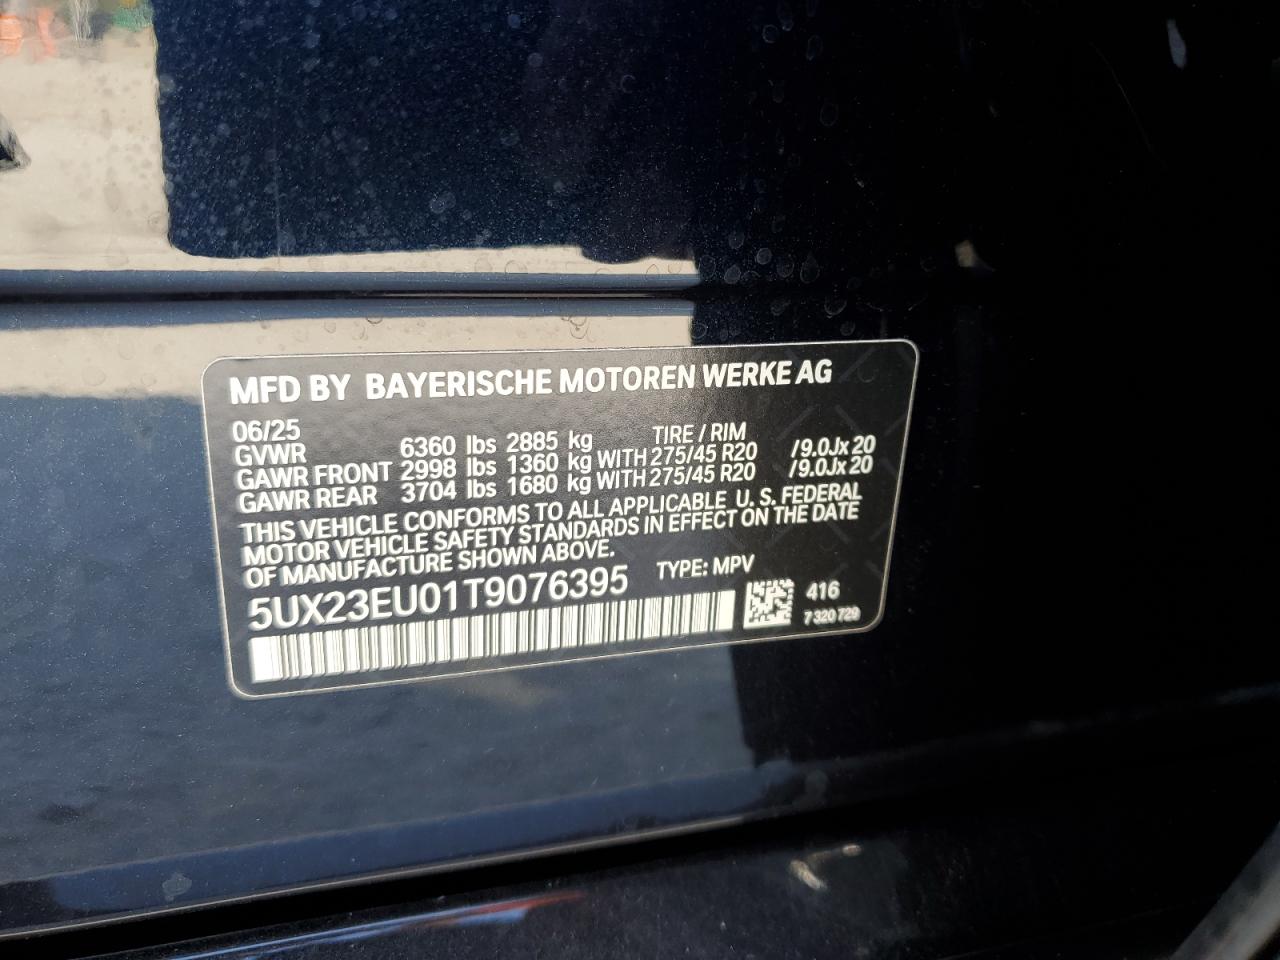 MFD BY BAYERISCHE MOTOREN WERKE AG
06/25 TIRE / RIM
GVWR 6360 lbs 2885 kg
GAWR FRONT 2998 lbs 1360 kg WITH 275/45 R20 /9.0Jx20
GAWR REAR 3704 lbs 1680 kg WITH 275/45 R20 /9.0Jx20
THIS VEHICLE CONFORMS TO ALL APPLICABLE U. S. FEDERAL
MOTOR VEHICLE SAFETY STANDARDS IN EFFECT ON THE DATE
OF MANUFACTURE SHOWN ABOVE.
5UX23EU01T9076395 TYPE: MPV
416
7 320 729